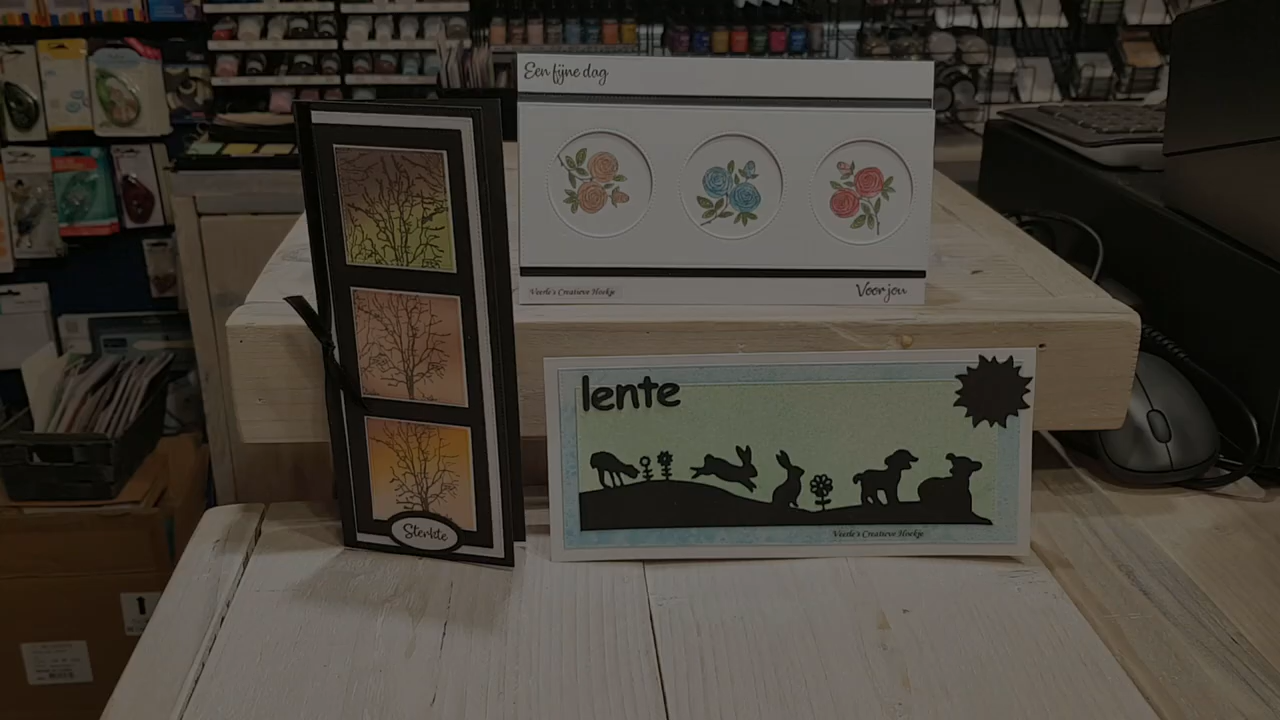 Een fijne dag
Veerle's Creatieve Hoekje
Voor jou
lente
Veerle's Creatieve Hoekje
Sterkte